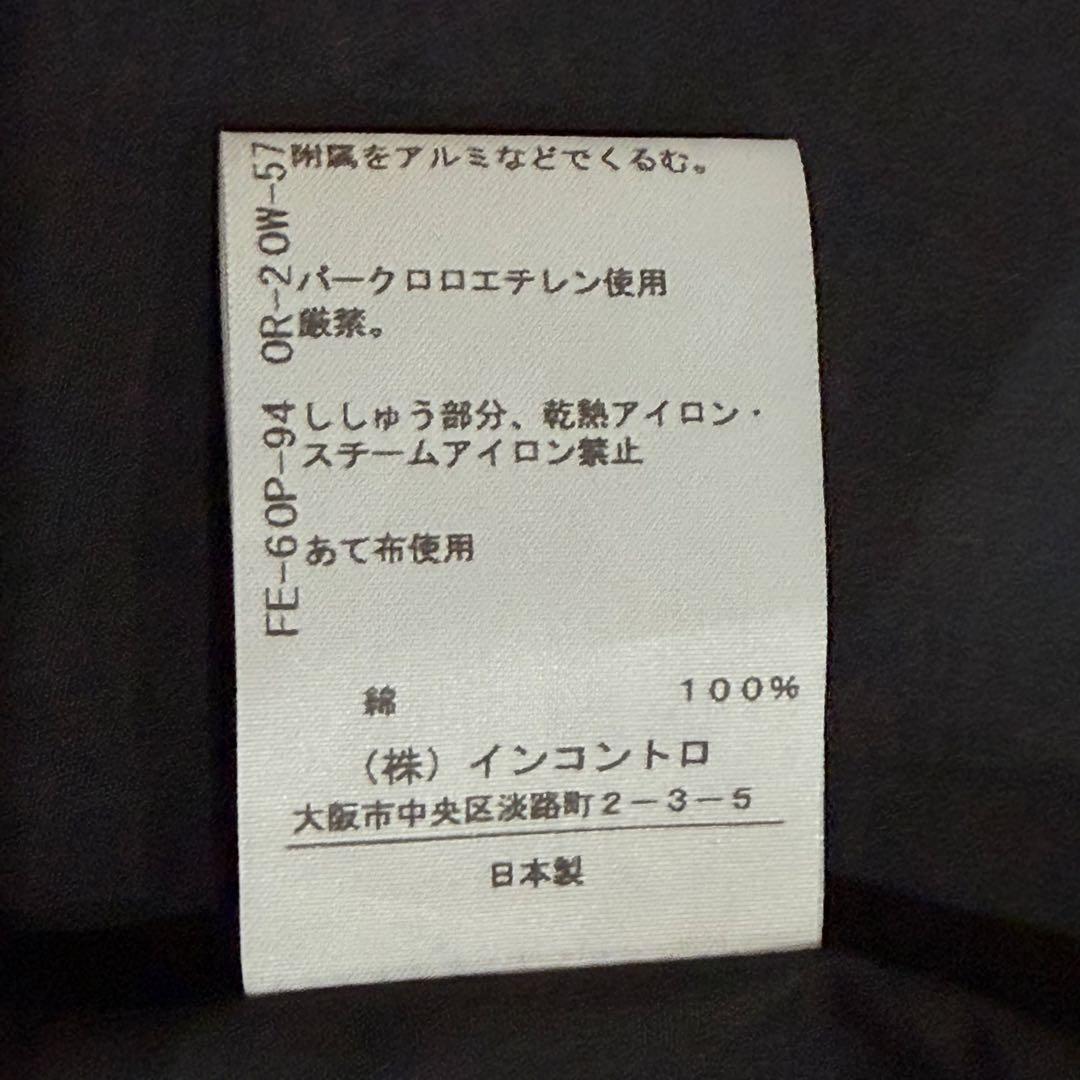 附属をアルミなどでくるむ。
パークロロエチレン使用
厳禁。
ししゅう部分、乾熱アイロン・
スチームアイロン禁止
あて布使用
FE-60P-94 OR-20W-57
綿 100%
(株)インコントロ
大阪市中央区淡路町2-3-5
日本製